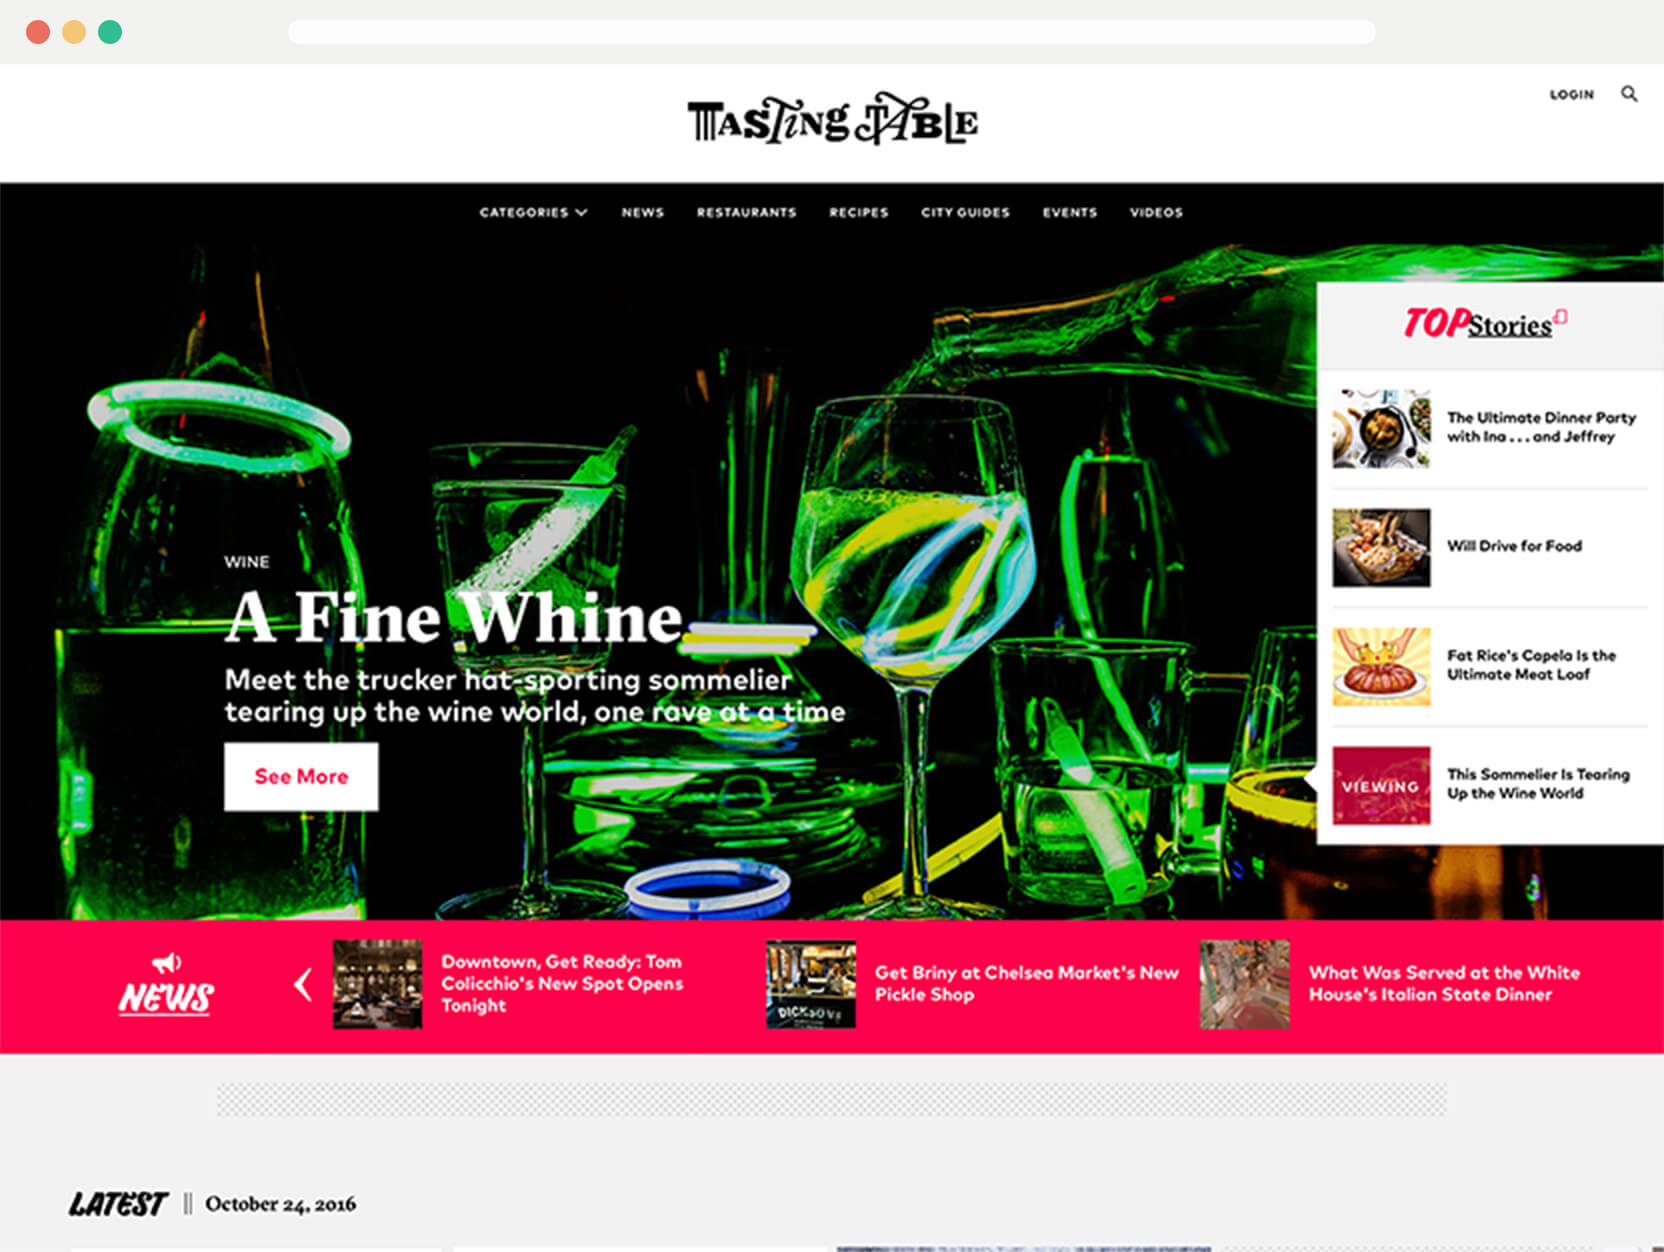 LOGIN
TASTING TABLE
CATEGORIES NEWS RESTAURANTS RECIPES CITY GUIDES EVENTS VIDEOS
TOP Stories
The Ultimate Dinner Party
with Ina . . . and Jeffrey
Will Drive for Food
Fat Rice's Capela Is the
Ultimate Meat Loaf
VIEWING
This Sommelier Is Tearing
Up the Wine World
WINE
A Fine Whine
Meet the trucker hat-sporting sommelier
tearing up the wine world, one rave at a time
See More
NEWS
Downtown, Get Ready: Tom
Colicchio's New Spot Opens
Tonight
DICKSONS
Get Briny at Chelsea Market's New
Pickle Shop
What Was Served at the White
House's Italian State Dinner
LATEST || October 24, 2016